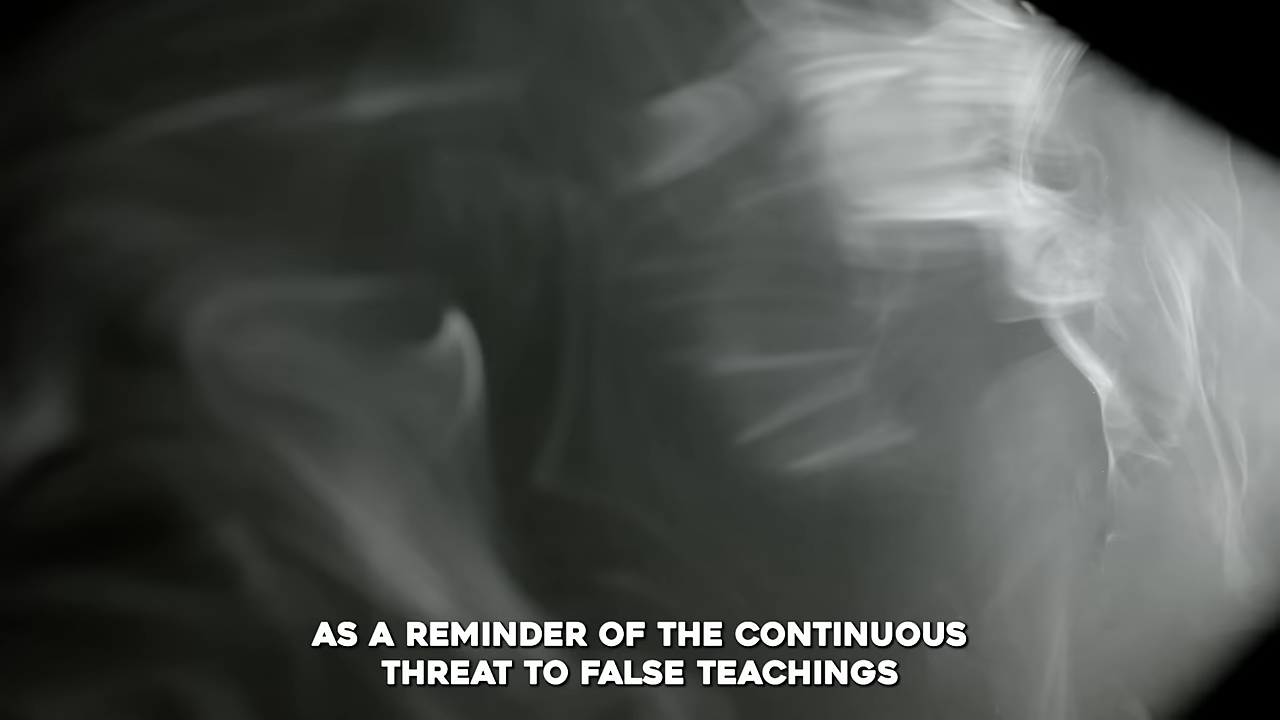 AS A REMINDER OF THE CONTINUOUS
THREAT TO FALSE TEACHINGS